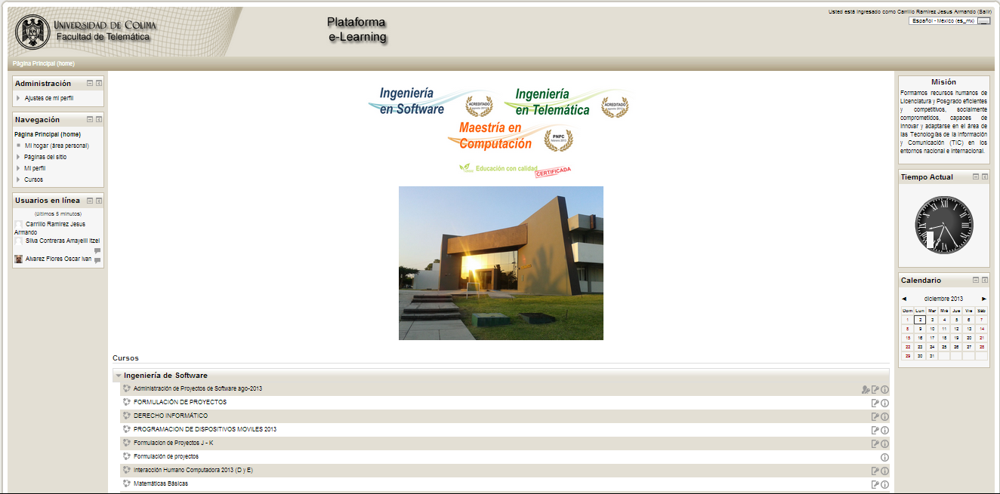 UNIVERSIDAD DE COLIMA
Facultad de Telemática
Plataforma
e-Learning
Usted está ingresado como Carrillo Ramirez Jesus Armando (Salir)
Español - México (es_mx)
Página Principal (home)
Administración
Ajustes de mi perfil
Navegación
Página Principal (home)
Mi hogar (área personal)
Páginas del sitio
Mi perfil
Cursos
Usuarios en línea
(últimos 5 minutos)
Carrillo Ramirez Jesus
Armando
Silva Contreras Amayelli Itzel
Alvarez Flores Oscar Ivan
Ingeniería
en Software
ACREDITADO
Ingeniería
en Telemática
ACREDITADO
Maestría en
Computación
PNPC
Educación con calidad
CERTIFICADA
Cursos
Ingeniería de Software
Administración de Proyectos de Software ago-2013
FORMULACIÓN DE PROYECTOS
DERECHO INFORMÁTICO
PROGRAMACION DE DISPOSITIVOS MOVILES 2013
Formulacion de Proyectos J - K
Formulación de proyectos
Interacción Humano Computadora 2013 (D y E)
Matemáticas Básicas
Misión
Formamos recursos humanos de
Licenciatura y Posgrado eficientes
y competitivos, socialmente
comprometidos, capaces de
innovar y adaptarse en el área de
las Tecnologías de la Información
y Comunicación (TIC) en los
entornos nacional e internacional.
Tiempo Actual
Calendario
◄ diciembre 2013 ►
Dom Lun Mar Mié Jue Vie Sáb
1 2 3 4 5 6 7
8 9 10 11 12 13 14
15 16 17 18 19 20 21
22 23 24 25 26 27 28
29 30 31